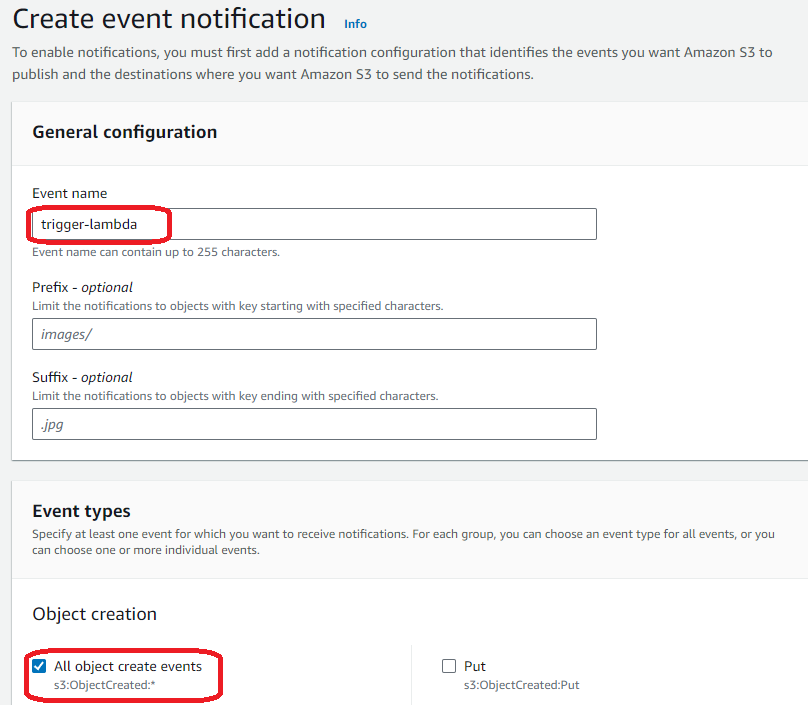 Create event notification Info
To enable notifications, you must first add a notification configuration that identifies the events you want Amazon S3 to
publish and the destinations where you want Amazon S3 to send the notifications.
General configuration
Event name
trigger-lambda
Event name can contain up to 255 characters.
Prefix - optional
Limit the notifications to objects with key starting with specified characters.
images/
Suffix - optional
Limit the notifications to objects with key ending with specified characters.
.jpg
Event types
Specify at least one event for which you want to receive notifications. For each group, you can choose an event type for all events, or you
can choose one or more individual events.
Object creation
All object create events
s3:ObjectCreated:*
Put
s3:ObjectCreated:Put